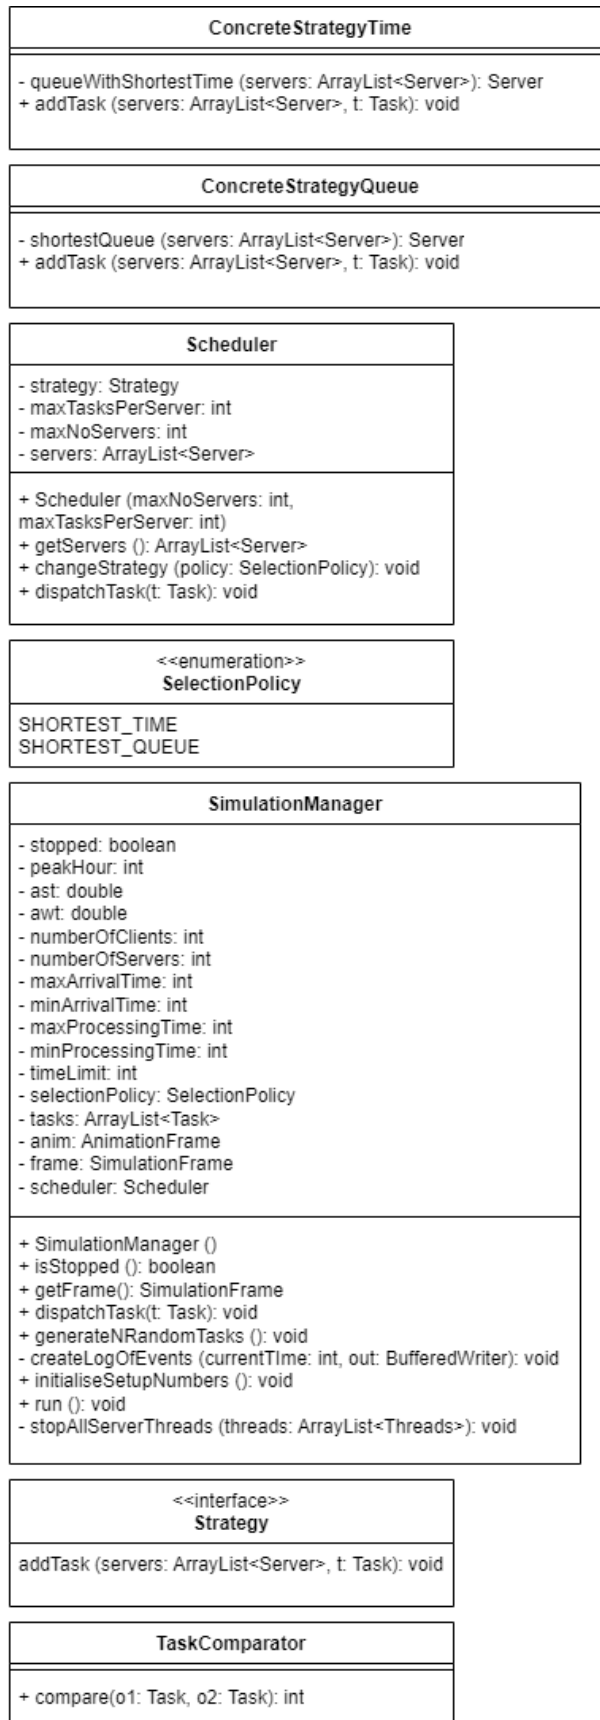 ConcreteStrategyTime
- queueWithShortestTime (servers: ArrayList<Server>): Server
+ addTask (servers: ArrayList<Server>, t: Task): void
ConcreteStrategyQueue
- shortestQueue (servers: ArrayList<Server>): Server
+ addTask (servers: ArrayList<Server>, t: Task): void
Scheduler
- strategy: Strategy
- maxTasksPerServer: int
- maxNoServers: int
- servers: ArrayList<Server>
+ Scheduler (maxNoServers: int,
maxTasksPerServer: int)
+ getServers (): ArrayList<Server>
+ changeStrategy (policy: SelectionPolicy): void
+ dispatchTask(t: Task): void
<<enumeration>>
SelectionPolicy
SHORTEST_TIME
SHORTEST_QUEUE
SimulationManager
- stopped: boolean
- peakHour: int
- ast: double
- awt: double
- numberOfClients: int
- numberOfServers: int
- maxArrivalTime: int
- minArrivalTime: int
- maxProcessingTime: int
- minProcessingTime: int
- timeLimit: int
- selectionPolicy: SelectionPolicy
- tasks: ArrayList<Task>
- anim: AnimationFrame
- frame: SimulationFrame
- scheduler: Scheduler
+ SimulationManager ()
+ isStopped (): boolean
+ getFrame(): SimulationFrame
+ dispatchTask(t: Task): void
+ generateNRandomTasks (): void
- createLogOfEvents (currentTIme: int, out: BufferedWriter): void
+ initialiseSetupNumbers (): void
+ run (): void
- stopAllServerThreads (threads: ArrayList<Threads>): void
<<interface>>
Strategy
addTask (servers: ArrayList<Server>, t: Task): void
TaskComparator
+ compare(o1: Task, o2: Task): int